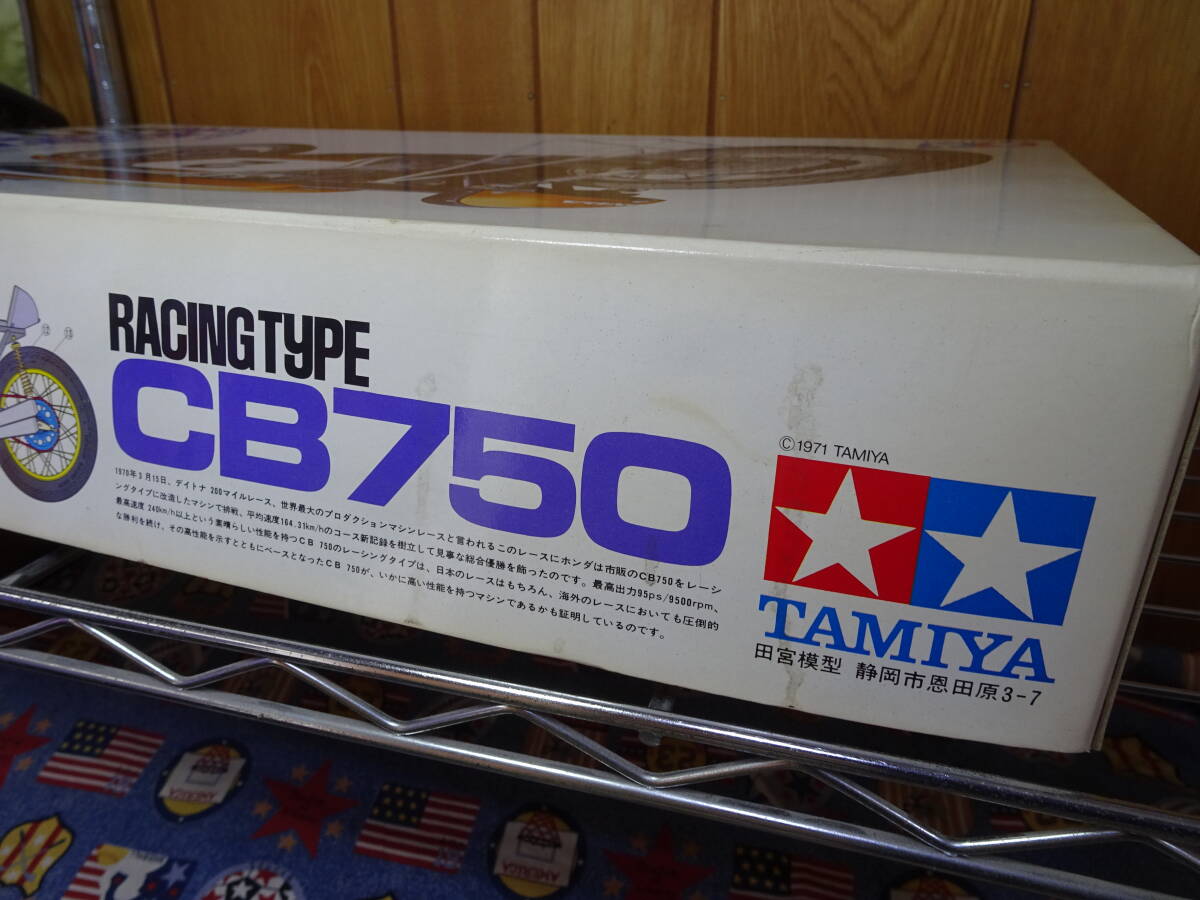 RACING TYPE
CB750
1970年3月15日、デイトナ 200マイルレース、世界最大のプロダクションマシンレースと言われるこのレースにホンダは市販のCB750をレーシ
ングタイプに改造したマシンで挑戦、平均速度164.31km/hのコース新記録を樹立して見事な総合優勝を飾ったのです。最高出力95ps/9500rpm、
最高速度 240km/h以上という素晴らしい性能を持つCB 750のレーシングタイプは、日本のレースはもちろん、海外のレースにおいても圧倒的
な勝利を続け、その高性能を示すとともにベースとなったCB 750が、いかに高い性能を持つマシンであるかも証明しているのです。
©1971 TAMIYA
TAMIYA
田宮模型 静岡市恩田原3-7
AMERICA
AMERICA